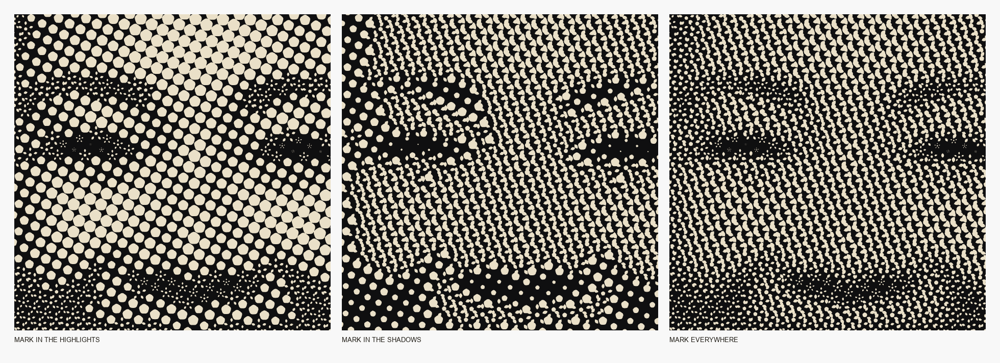 MARK IN THE HIGHLIGHTS
MARK IN THE SHADOWS
MARK EVERYWHERE